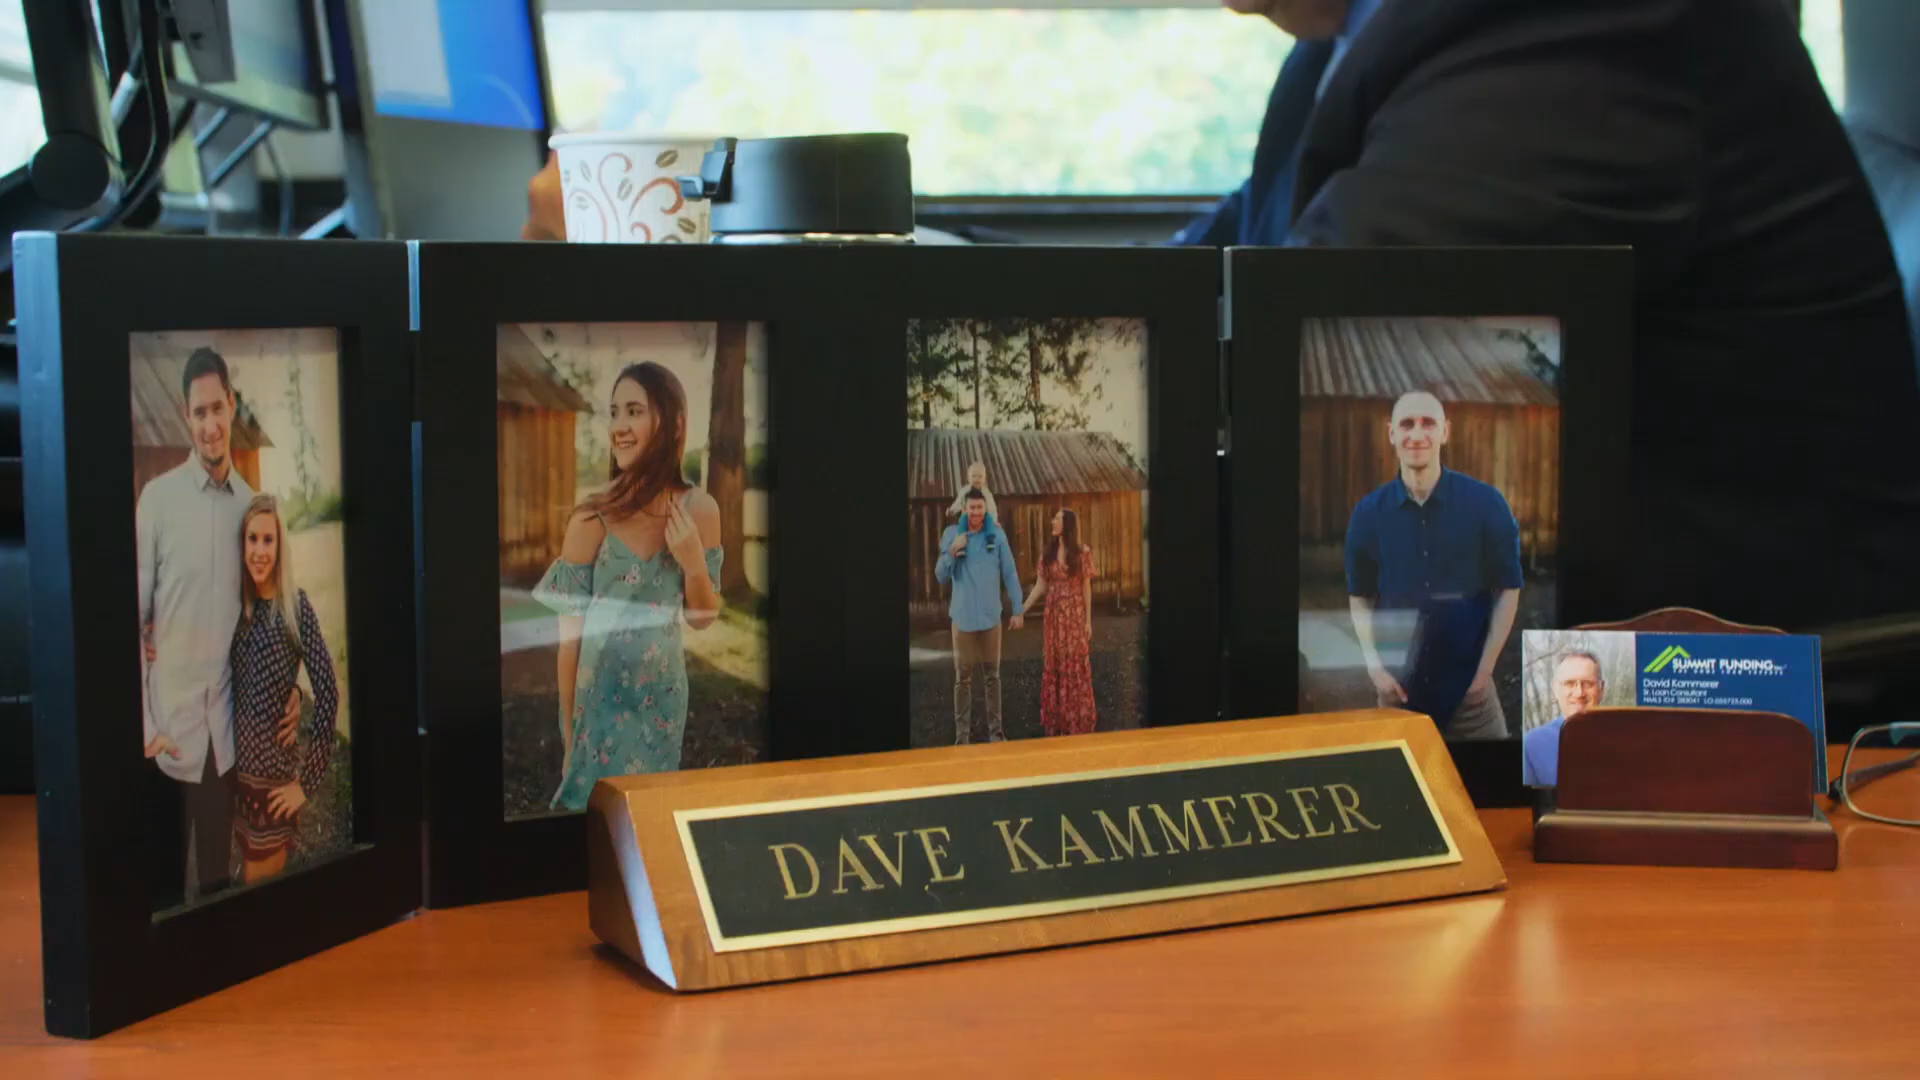 DAVE KAMMERER
SUMMIT FUNDING
David Kammerer
Sr. Loan Consultant